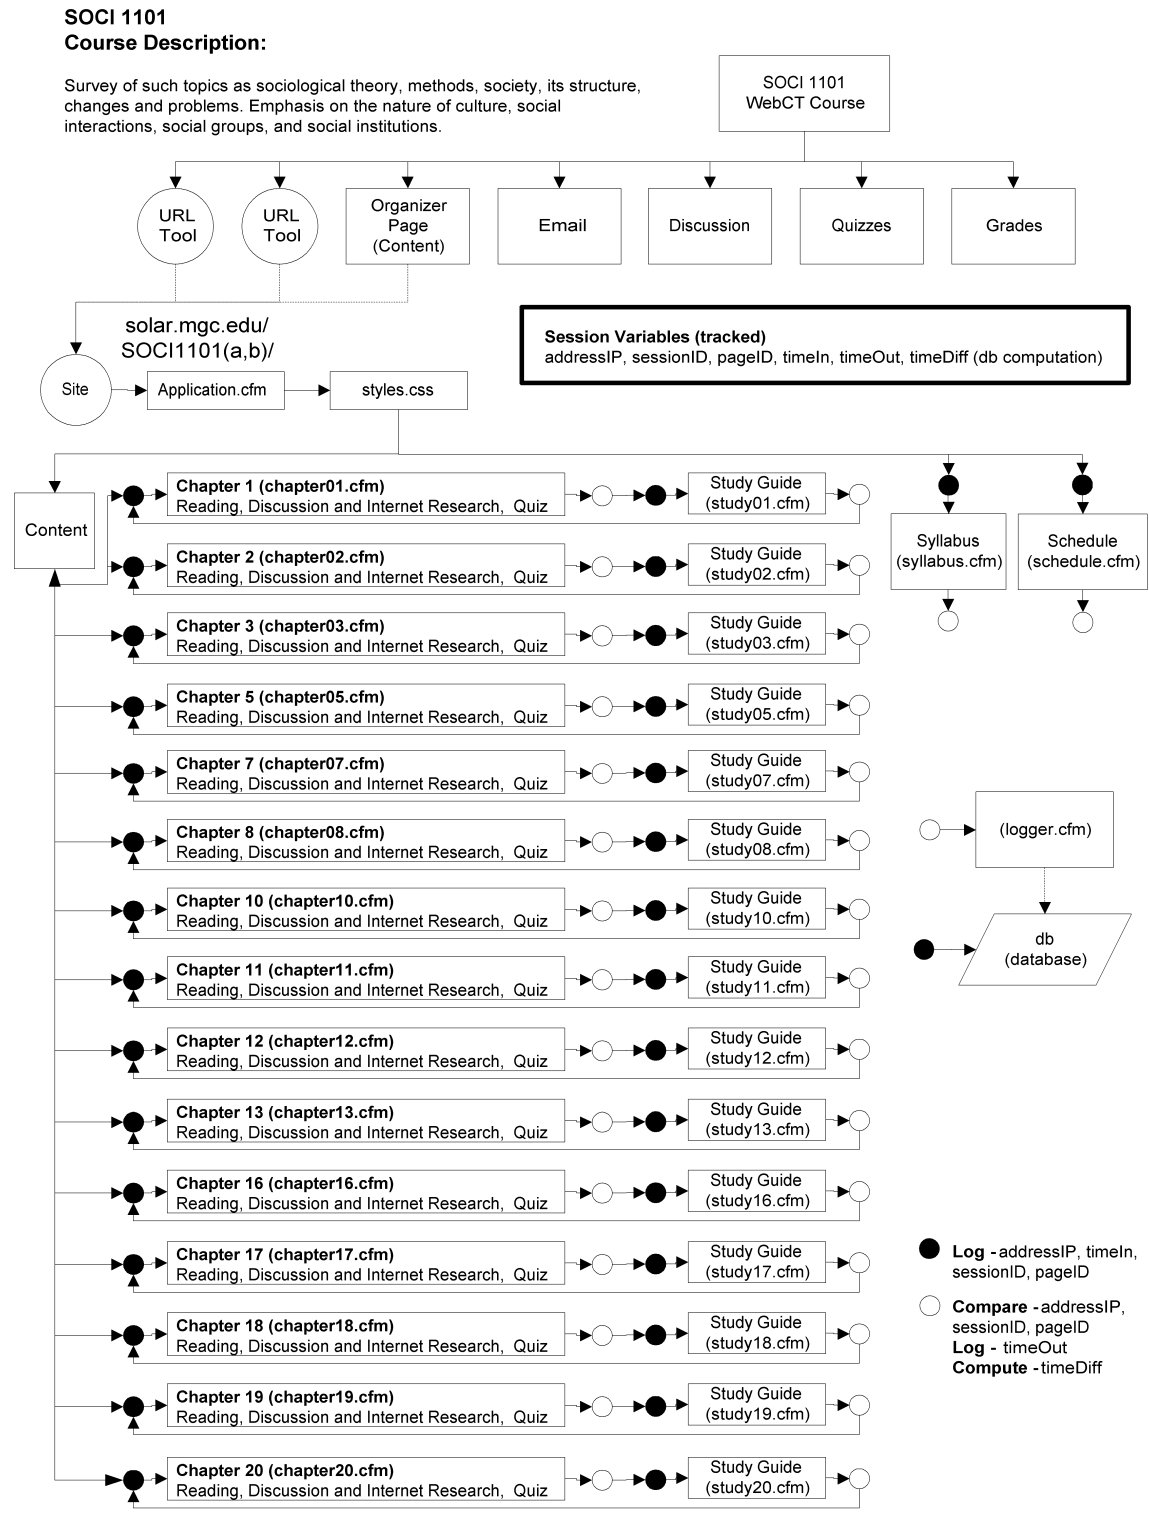 SOCI 1101
Course Description:
Survey of such topics as sociological theory, methods, society, its structure,
changes and problems. Emphasis on the nature of culture, social
interactions, social groups, and social institutions.
SOCI 1101
WebCT Course
URL
Tool
URL
Tool
Organizer
Page
(Content)
Email
Discussion
Quizzes
Grades
solar.mgc.edu/
SOCI1101(a,b)/
Session Variables (tracked)
addressIP, sessionID, pageID, timeIn, timeOut, timeDiff (db computation)
Site
Application.cfm
styles.css
Content
Chapter 1 (chapter01.cfm)
Reading, Discussion and Internet Research, Quiz
Study Guide
(study01.cfm)
Syllabus
(syllabus.cfm)
Schedule
(schedule.cfm)
Chapter 2 (chapter02.cfm)
Reading, Discussion and Internet Research, Quiz
Study Guide
(study02.cfm)
Chapter 3 (chapter03.cfm)
Reading, Discussion and Internet Research, Quiz
Study Guide
(study03.cfm)
Chapter 5 (chapter05.cfm)
Reading, Discussion and Internet Research, Quiz
Study Guide
(study05.cfm)
Chapter 7 (chapter07.cfm)
Reading, Discussion and Internet Research, Quiz
Study Guide
(study07.cfm)
Chapter 8 (chapter08.cfm)
Reading, Discussion and Internet Research, Quiz
Study Guide
(study08.cfm)
(logger.cfm)
Chapter 10 (chapter10.cfm)
Reading, Discussion and Internet Research, Quiz
Study Guide
(study10.cfm)
db
(database)
Chapter 11 (chapter11.cfm)
Reading, Discussion and Internet Research, Quiz
Study Guide
(study11.cfm)
Chapter 12 (chapter12.cfm)
Reading, Discussion and Internet Research, Quiz
Study Guide
(study12.cfm)
Chapter 13 (chapter13.cfm)
Reading, Discussion and Internet Research, Quiz
Study Guide
(study13.cfm)
Chapter 16 (chapter16.cfm)
Reading, Discussion and Internet Research, Quiz
Study Guide
(study16.cfm)
Chapter 17 (chapter17.cfm)
Reading, Discussion and Internet Research, Quiz
Study Guide
(study17.cfm)
Log - addressIP, timeIn,
sessionID, pageID
Compare - addressIP,
sessionID, pageID
Log - timeOut
Compute - timeDiff
Chapter 18 (chapter18.cfm)
Reading, Discussion and Internet Research, Quiz
Study Guide
(study18.cfm)
Chapter 19 (chapter19.cfm)
Reading, Discussion and Internet Research, Quiz
Study Guide
(study19.cfm)
Chapter 20 (chapter20.cfm)
Reading, Discussion and Internet Research, Quiz
Study Guide
(study20.cfm)